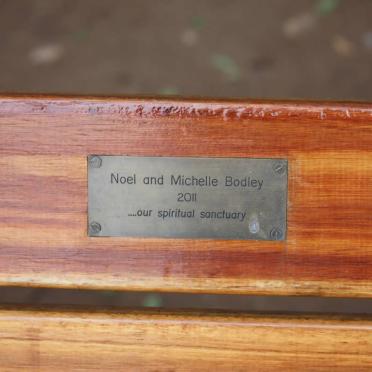 Noel and Michelle Bodley
2011
....our spiritual sanctuary